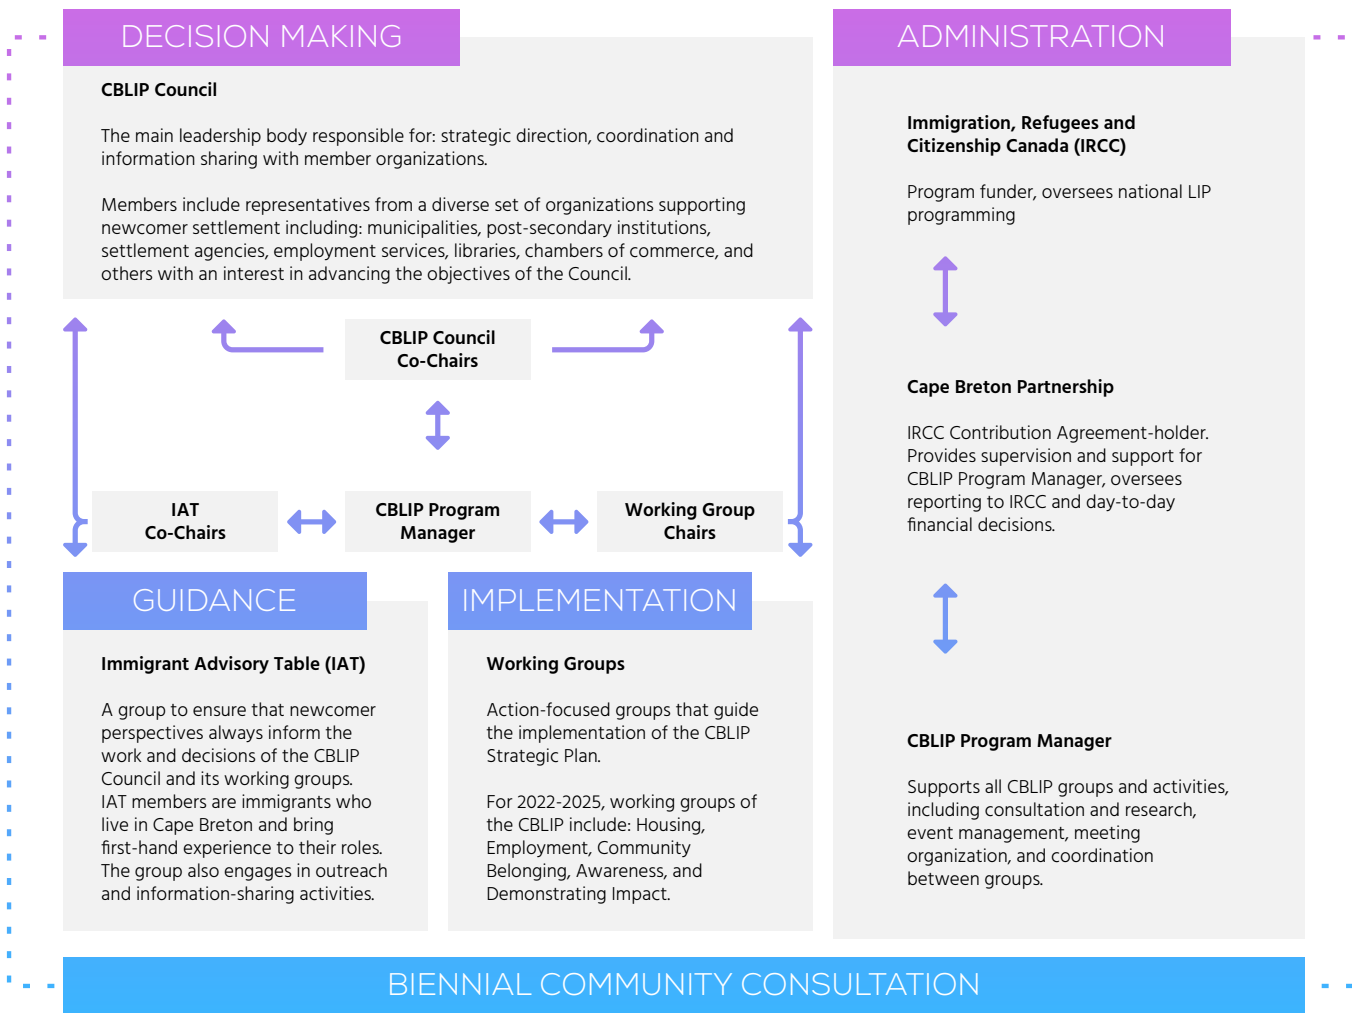 DECISION MAKING
CBLIP Council
The main leadership body responsible for: strategic direction, coordination and
information sharing with member organizations.
Members include representatives from a diverse set of organizations supporting
newcomer settlement including: municipalities, post-secondary institutions,
settlement agencies, employment services, libraries, chambers of commerce, and
others with an interest in advancing the objectives of the Council.
CBLIP Council
Co-Chairs
IAT
Co-Chairs
CBLIP Program
Manager
Working Group
Chairs
GUIDANCE
Immigrant Advisory Table (IAT)
A group to ensure that newcomer
perspectives always inform the
work and decisions of the CBLIP
Council and its working groups.
IAT members are immigrants who
live in Cape Breton and bring
first-hand experience to their roles.
The group also engages in outreach
and information-sharing activities.
IMPLEMENTATION
Working Groups
Action-focused groups that guide
the implementation of the CBLIP
Strategic Plan.
For 2022-2025, working groups of
the CBLIP include: Housing,
Employment, Community
Belonging, Awareness, and
Demonstrating Impact.
ADMINISTRATION
Immigration, Refugees and
Citizenship Canada (IRCC)
Program funder, oversees national LIP
programming
Cape Breton Partnership
IRCC Contribution Agreement-holder.
Provides supervision and support for
CBLIP Program Manager, oversees
reporting to IRCC and day-to-day
financial decisions.
CBLIP Program Manager
Supports all CBLIP groups and activities,
including consultation and research,
event management, meeting
organization, and coordination
between groups.
BIENNIAL COMMUNITY CONSULTATION